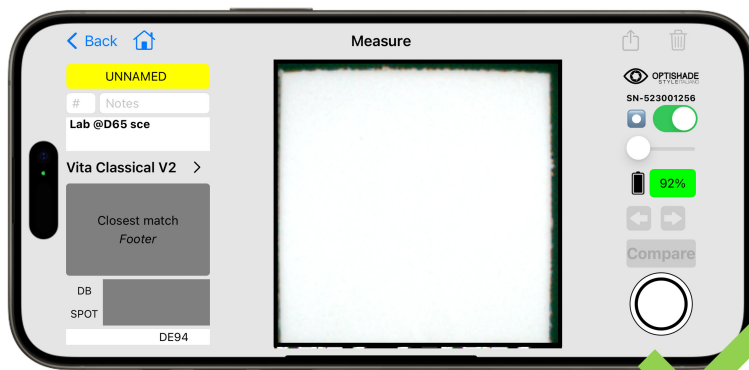 Back
Measure
UNNAMED
# Notes
Lab @D65 sce
Vita Classical V2
Closest match
Footer
DB
SPOT
DE94
OPTISHADE
STYLEITALIANO
SN-523001256
92%
Compare